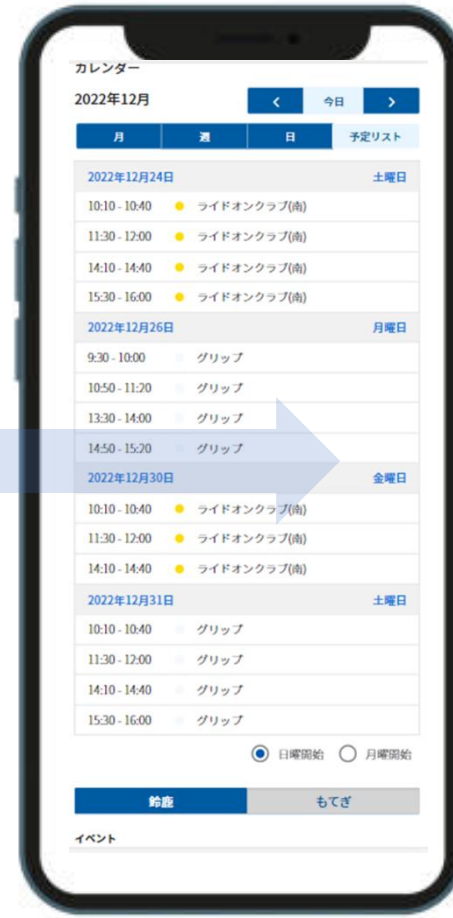 カレンダー
2022年12月 < 今日 >
月 週 日 予定リスト
2022年12月24日 土曜日
10:10 - 10:40 ライドオンクラブ(南)
11:30 - 12:00 ライドオンクラブ(南)
14:10 - 14:40 ライドオンクラブ(南)
15:30 - 16:00 ライドオンクラブ(南)
2022年12月26日 月曜日
9:30 - 10:00 グリップ
10:50 - 11:20 グリップ
13:30 - 14:00 グリップ
14:50 - 15:20 グリップ
2022年12月30日 金曜日
10:10 - 10:40 ライドオンクラブ(南)
11:30 - 12:00 ライドオンクラブ(南)
14:10 - 14:40 ライドオンクラブ(南)
2022年12月31日 土曜日
10:10 - 10:40 グリップ
11:30 - 12:00 グリップ
14:10 - 14:40 グリップ
15:30 - 16:00 グリップ
日曜開始 月曜開始
鈴鹿 もてぎ
イベント